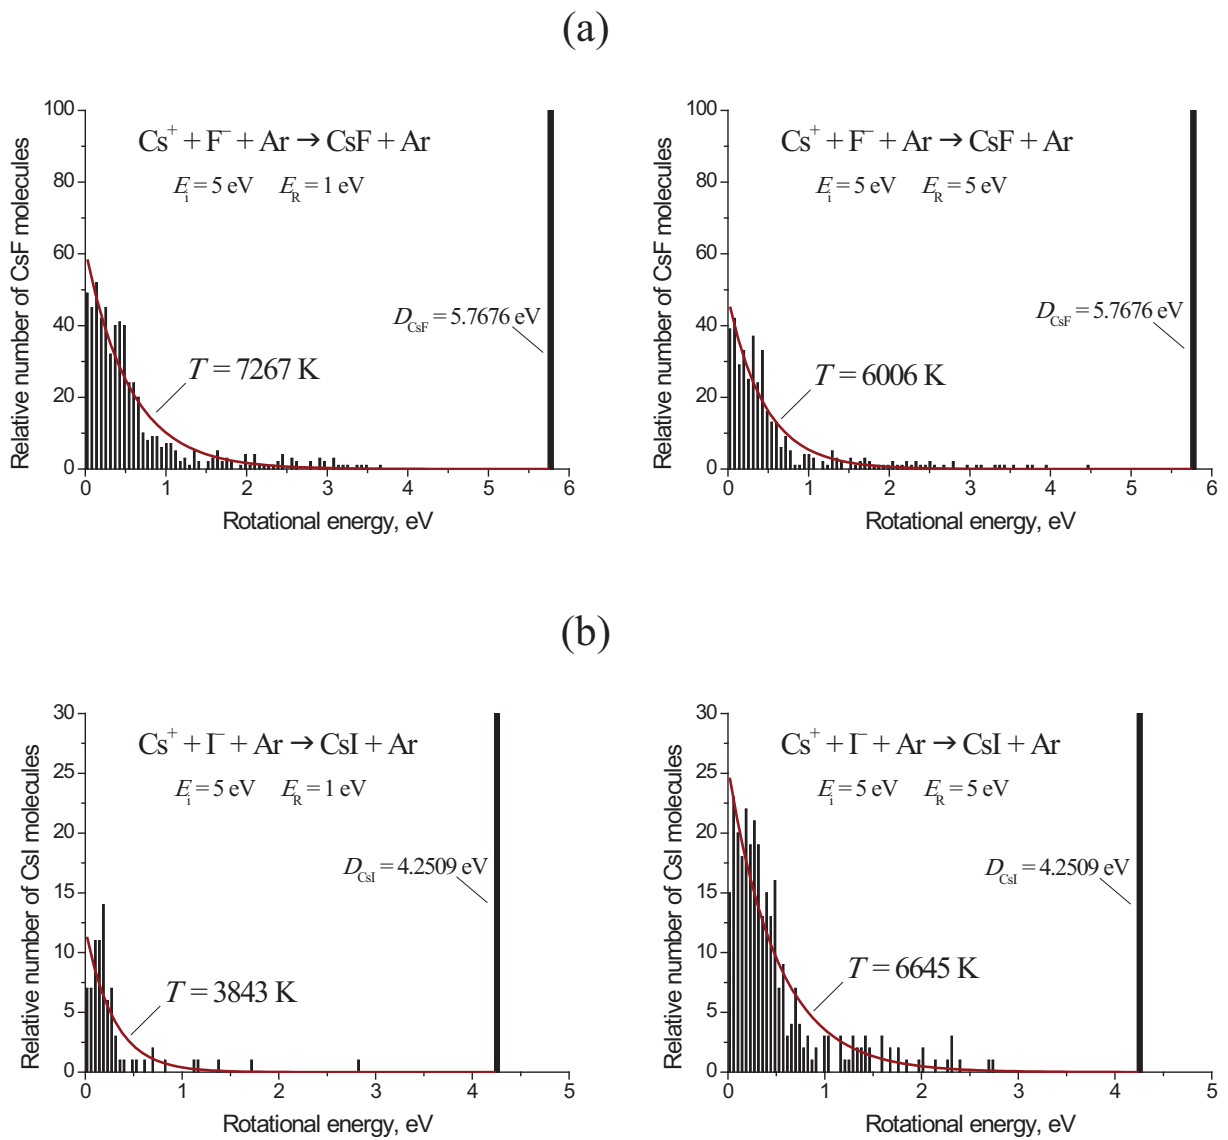 (a)
Relative number of CsF molecules
100
80
60
40
20
0
Cs⁺ + F⁻ + Ar → CsF + Ar
E_i = 5 eV E_R = 1 eV
D_CsF = 5.7676 eV
T = 7267 K
0 1 2 3 4 5 6
Rotational energy, eV
Relative number of CsF molecules
100
80
60
40
20
0
Cs⁺ + F⁻ + Ar → CsF + Ar
E_i = 5 eV E_R = 5 eV
D_CsF = 5.7676 eV
T = 6006 K
0 1 2 3 4 5 6
Rotational energy, eV
(b)
Relative number of CsI molecules
30
25
20
15
10
5
0
Cs⁺ + I⁻ + Ar → CsI + Ar
E_i = 5 eV E_R = 1 eV
D_CsI = 4.2509 eV
T = 3843 K
0 1 2 3 4 5
Rotational energy, eV
Relative number of CsI molecules
30
25
20
15
10
5
0
Cs⁺ + I⁻ + Ar → CsI + Ar
E_i = 5 eV E_R = 5 eV
D_CsI = 4.2509 eV
T = 6645 K
0 1 2 3 4 5
Rotational energy, eV